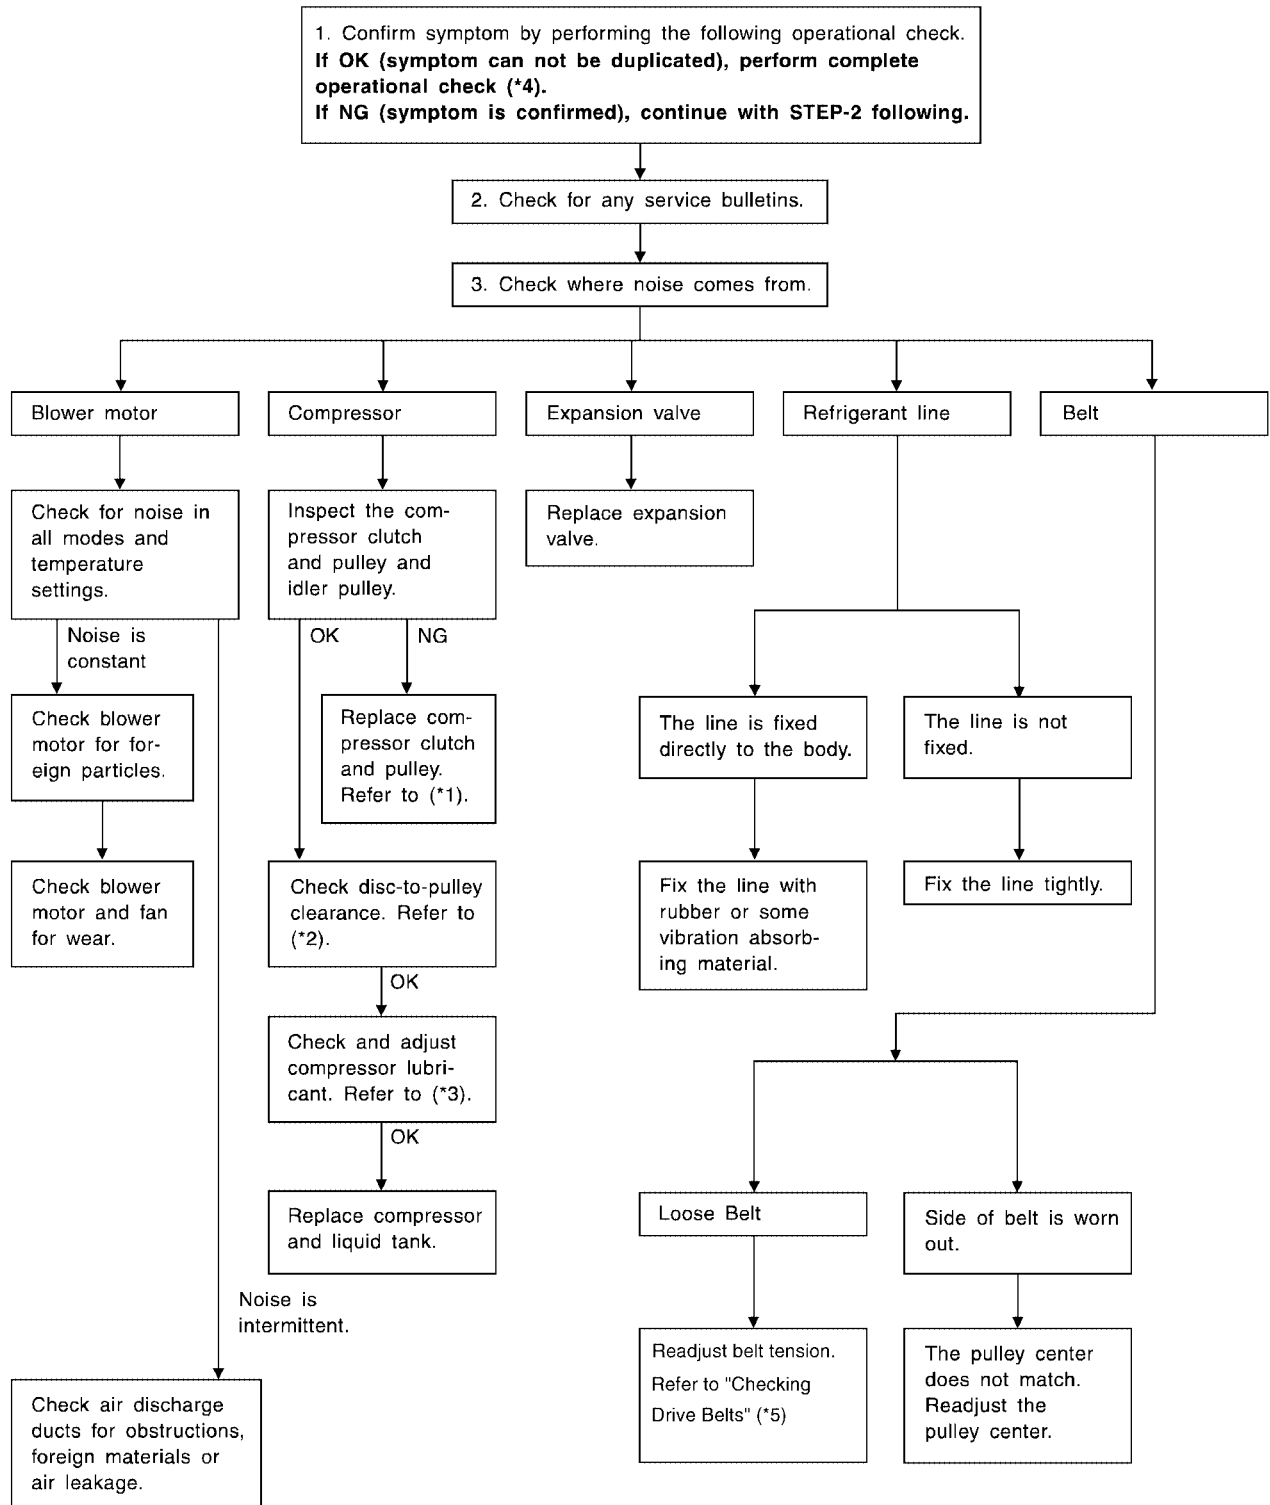 1. Confirm symptom by performing the following operational check.
If OK (symptom can not be duplicated), perform complete
operational check (*4).
If NG (symptom is confirmed), continue with STEP-2 following.
2. Check for any service bulletins.
3. Check where noise comes from.
Blower motor
Compressor
Expansion valve
Refrigerant line
Belt
Check for noise in
all modes and
temperature
settings.
Inspect the com-
pressor clutch
and pulley and
idler pulley.
Replace expansion
valve.
Noise is
constant
OK
NG
Check blower
motor for for-
eign particles.
Replace com-
pressor clutch
and pulley.
Refer to (*1).
The line is fixed
directly to the body.
The line is not
fixed.
Check blower
motor and fan
for wear.
Check disc-to-pulley
clearance. Refer to
(*2).
Fix the line with
rubber or some
vibration absorb-
ing material.
Fix the line tightly.
OK
Check and adjust
compressor lubri-
cant. Refer to (*3).
OK
Replace compressor
and liquid tank.
Loose Belt
Side of belt is worn
out.
Noise is
intermittent.
Readjust belt tension.
Refer to "Checking
Drive Belts" (*5)
The pulley center
does not match.
Readjust the
pulley center.
Check air discharge
ducts for obstructions,
foreign materials or
air leakage.